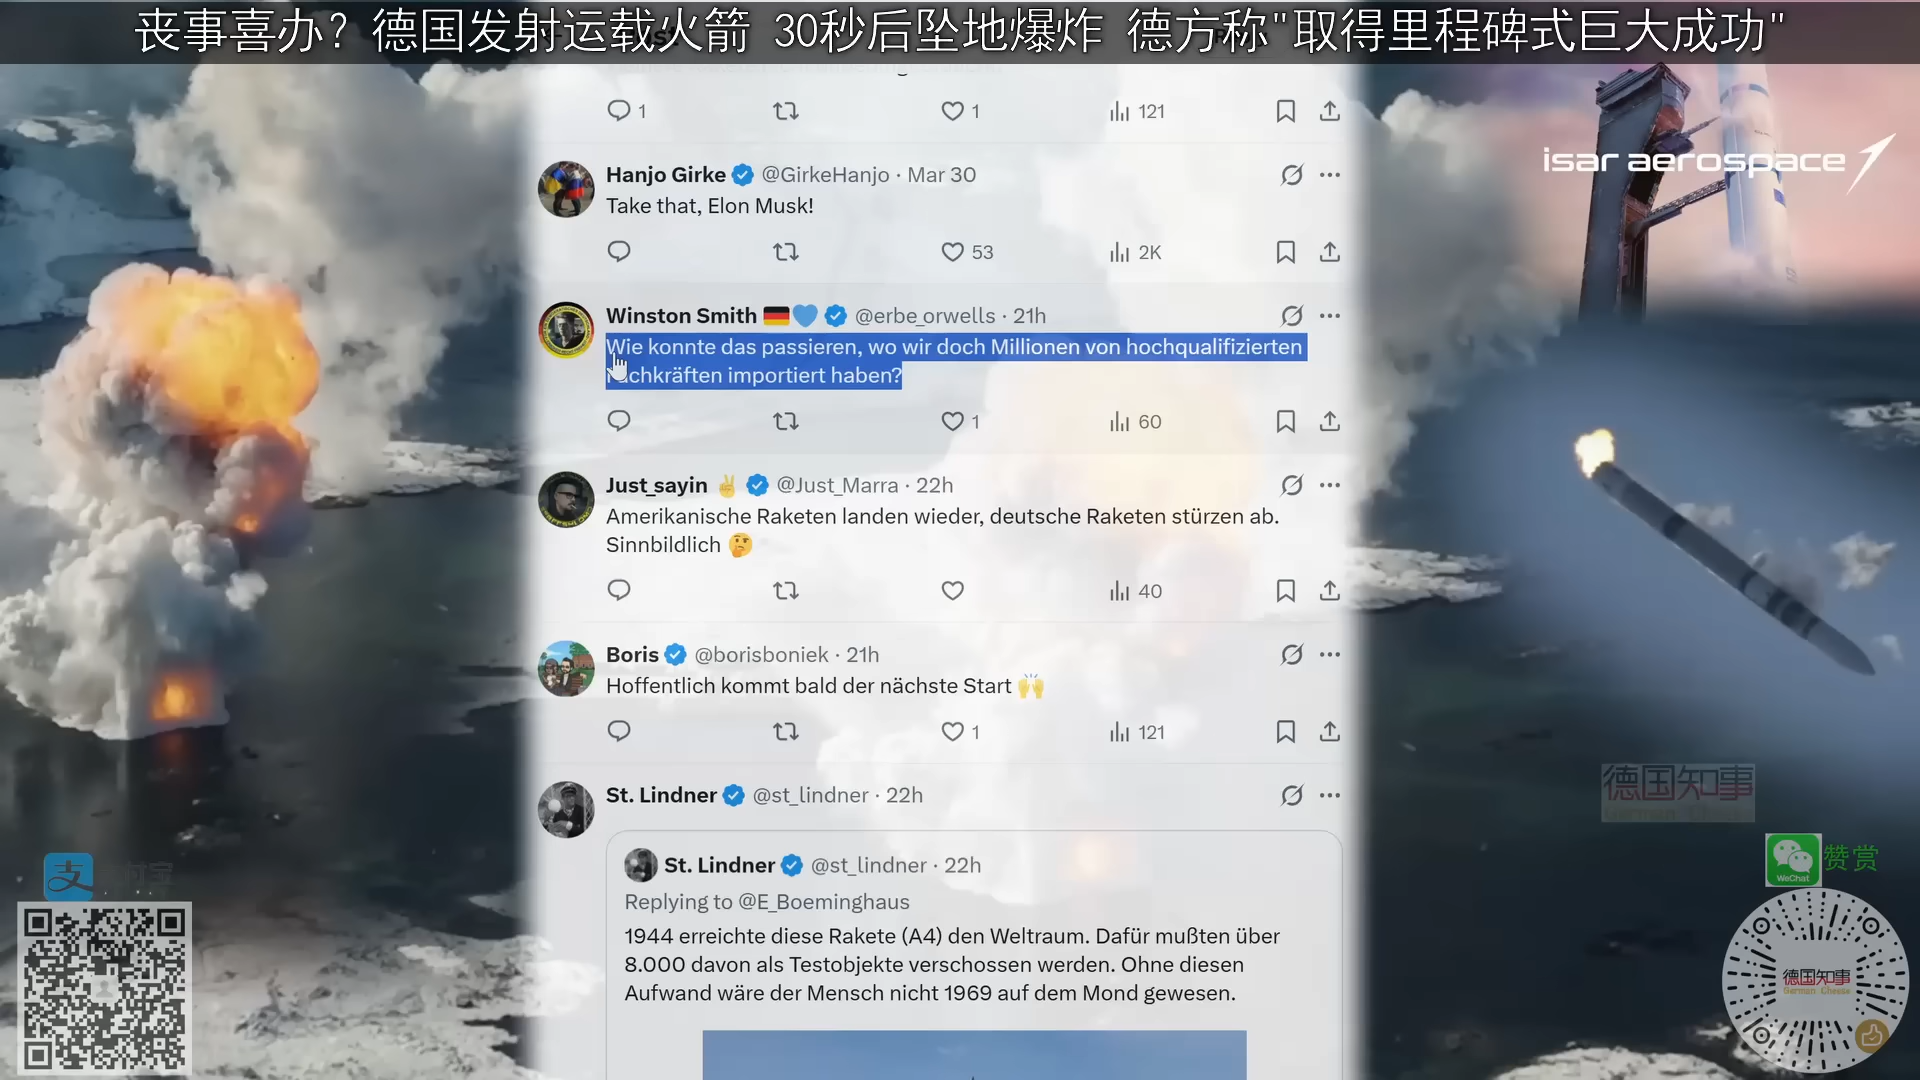 丧事喜办？德国发射运载火箭 30秒后坠地爆炸 德方称"取得里程碑式巨大成功"
1 1 121
Hanjo Girke @GirkeHanjo · Mar 30
Take that, Elon Musk!
53 2K
Winston Smith 🇩🇪💙 @erbe_orwells · 21h
Wie konnte das passieren, wo wir doch Millionen von hochqualifizierten
achkräften importiert haben?
1 60
Just_sayin ✌ @Just_Marra · 22h
Amerikanische Raketen landen wieder, deutsche Raketen stürzen ab.
Sinnbildlich 🤔
40
Boris @borisboniek · 21h
Hoffentlich kommt bald der nächste Start 🙌
1 121
St. Lindner @st_lindner · 22h
St. Lindner @st_lindner · 22h
Replying to @E_Boeminghaus
1944 erreichte diese Rakete (A4) den Weltraum. Dafür mußten über
8.000 davon als Testobjekte verschossen werden. Ohne diesen
Aufwand wäre der Mensch nicht 1969 auf dem Mond gewesen.
isar aerospace
德国知事
支付宝
WeChat
赞赏
德国知事
German Cheese